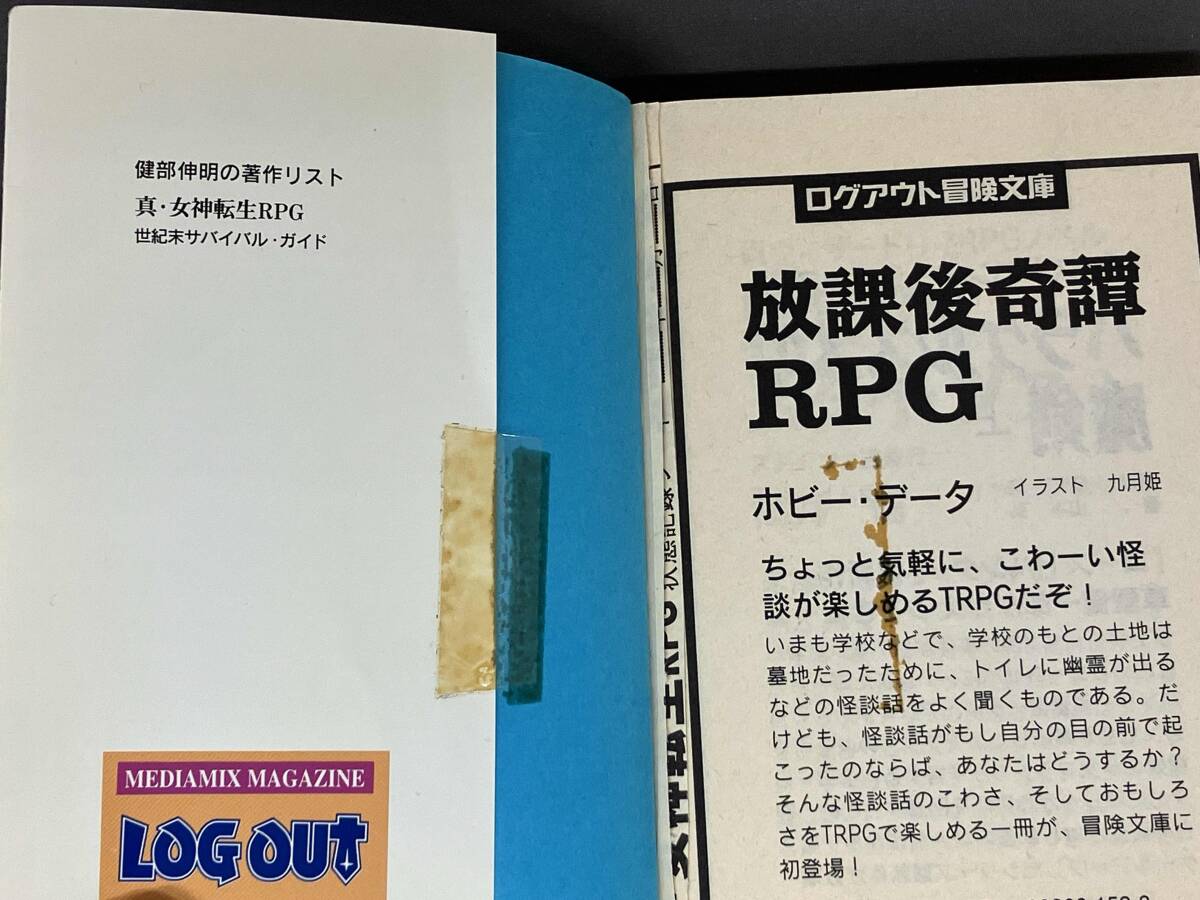 健部伸明の著作リスト
真・女神転生RPG
世紀末サバイバル・ガイド
MEDIAMIX MAGAZINE
LOG OUT
ログアウト冒険文庫
放課後奇譚
RPG
ホビー・データ
イラスト 九月姫
ちょっと気軽に、こわーい怪
談が楽しめるTRPGだぞ！
いまも学校などで、学校のもとの土地は
墓地だったために、トイレに幽霊が出る
などの怪談話をよく聞くものである。だ
けども、怪談話がもし自分の目の前で起
こったのならば、あなたはどうするか？
そんな怪談話のこわさ、そしておもしろ
さをTRPGで楽しめる一冊が、冒険文庫に
初登場！